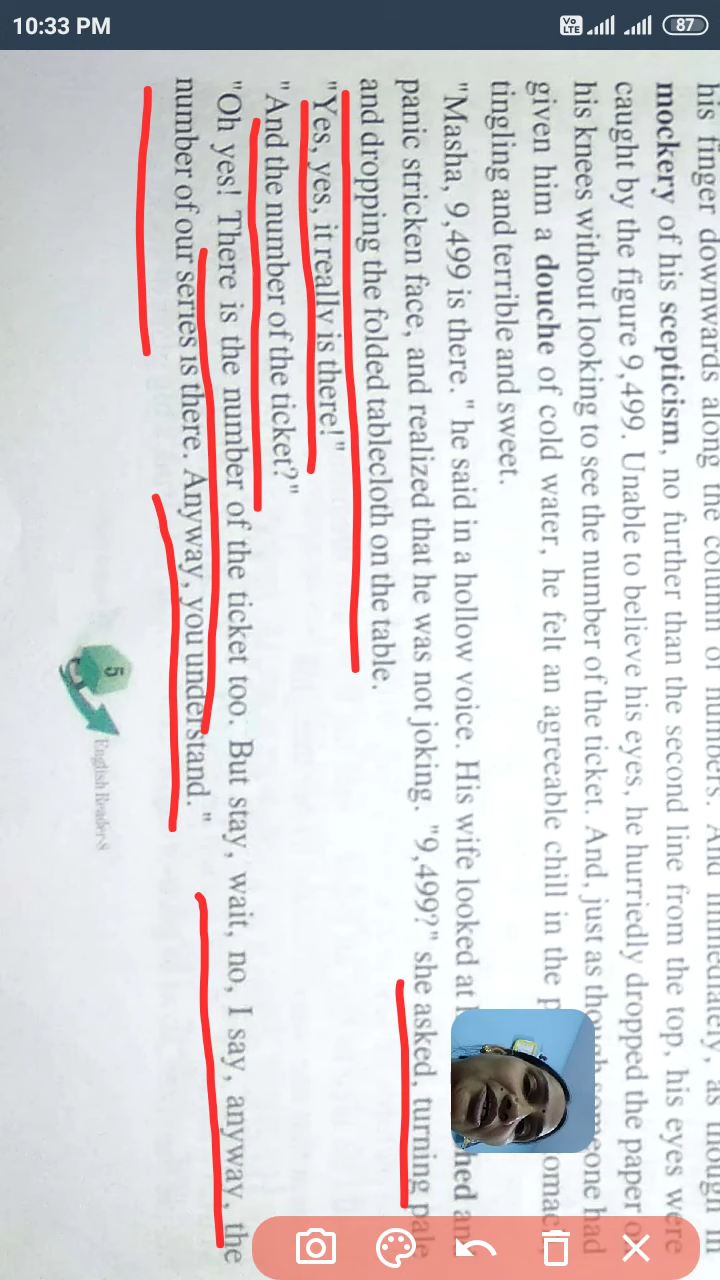 10:33 PM
Vo LTE
87
his finger downwards along the column of numbers. And immediately, as though in
mockery of his scepticism, no further than the second line from the top, his eyes were
caught by the figure 9,499. Unable to believe his eyes, he hurriedly dropped the paper on
his knees without looking to see the number of the ticket. And, just as though someone had
given him a douche of cold water, he felt an agreeable chill in the
tingling and terrible and sweet.
"Masha, 9,499 is there." he said in a hollow voice. His wife looked at
panic stricken face, and realized that he was not joking. "9,499?" she asked, turning pale
and dropping the folded tablecloth on the table.
"Yes, yes, it really is there!"
"And the number of the ticket?"
"Oh yes! There is the number of the ticket too. But stay, wait, no, I say, anyway, the
number of our series is there. Anyway, you understand."
5
English Reader-8